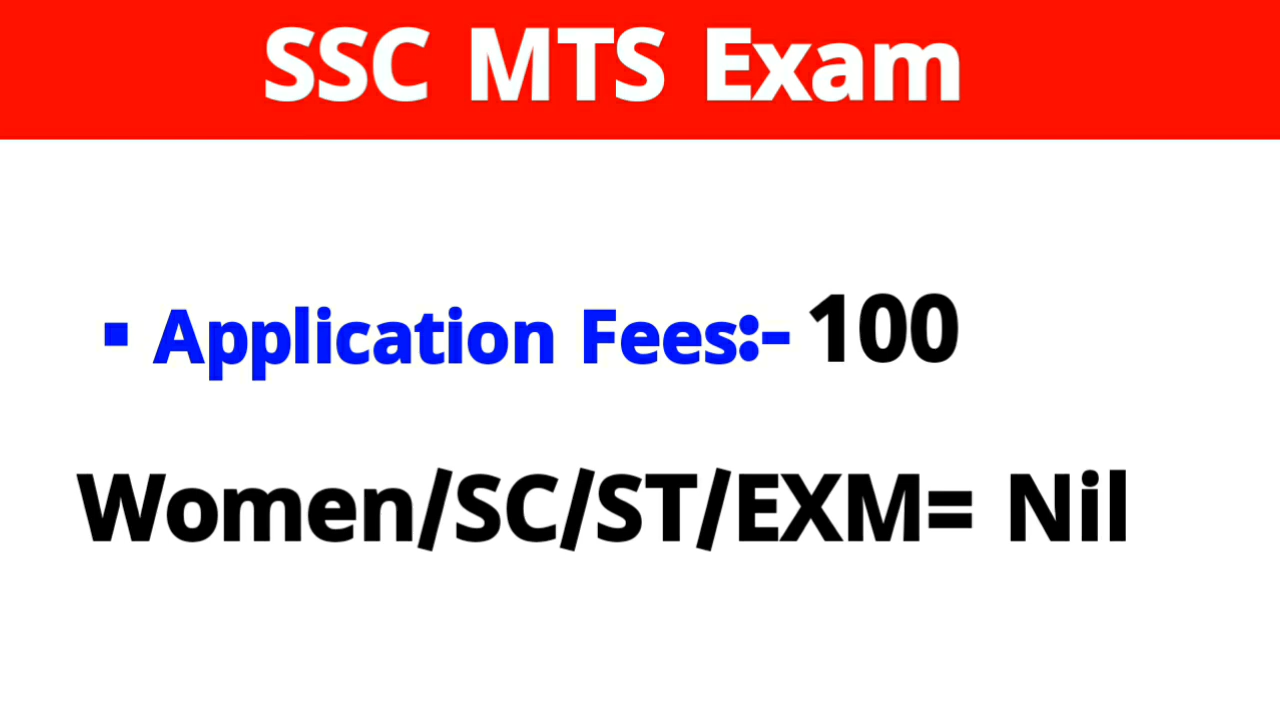 SSC MTS Exam
▪ Application Fees:- 100
Women/SC/ST/EXM= Nil